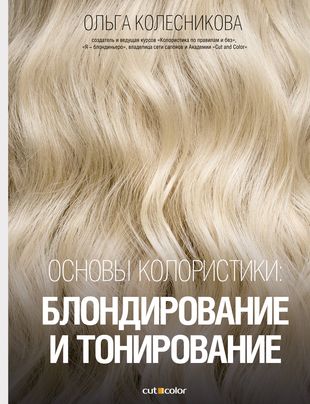 ОЛЬГА КОЛЕСНИКОВА
создатель и ведущая курсов «Колористика по правилам и без»,
«Я – блондиньеро», владелица сети салонов и Академии «Cut and Color»
ОСНОВЫ КОЛОРИСТИКИ:
БЛОНДИРОВАНИЕ
И ТОНИРОВАНИЕ
cut color